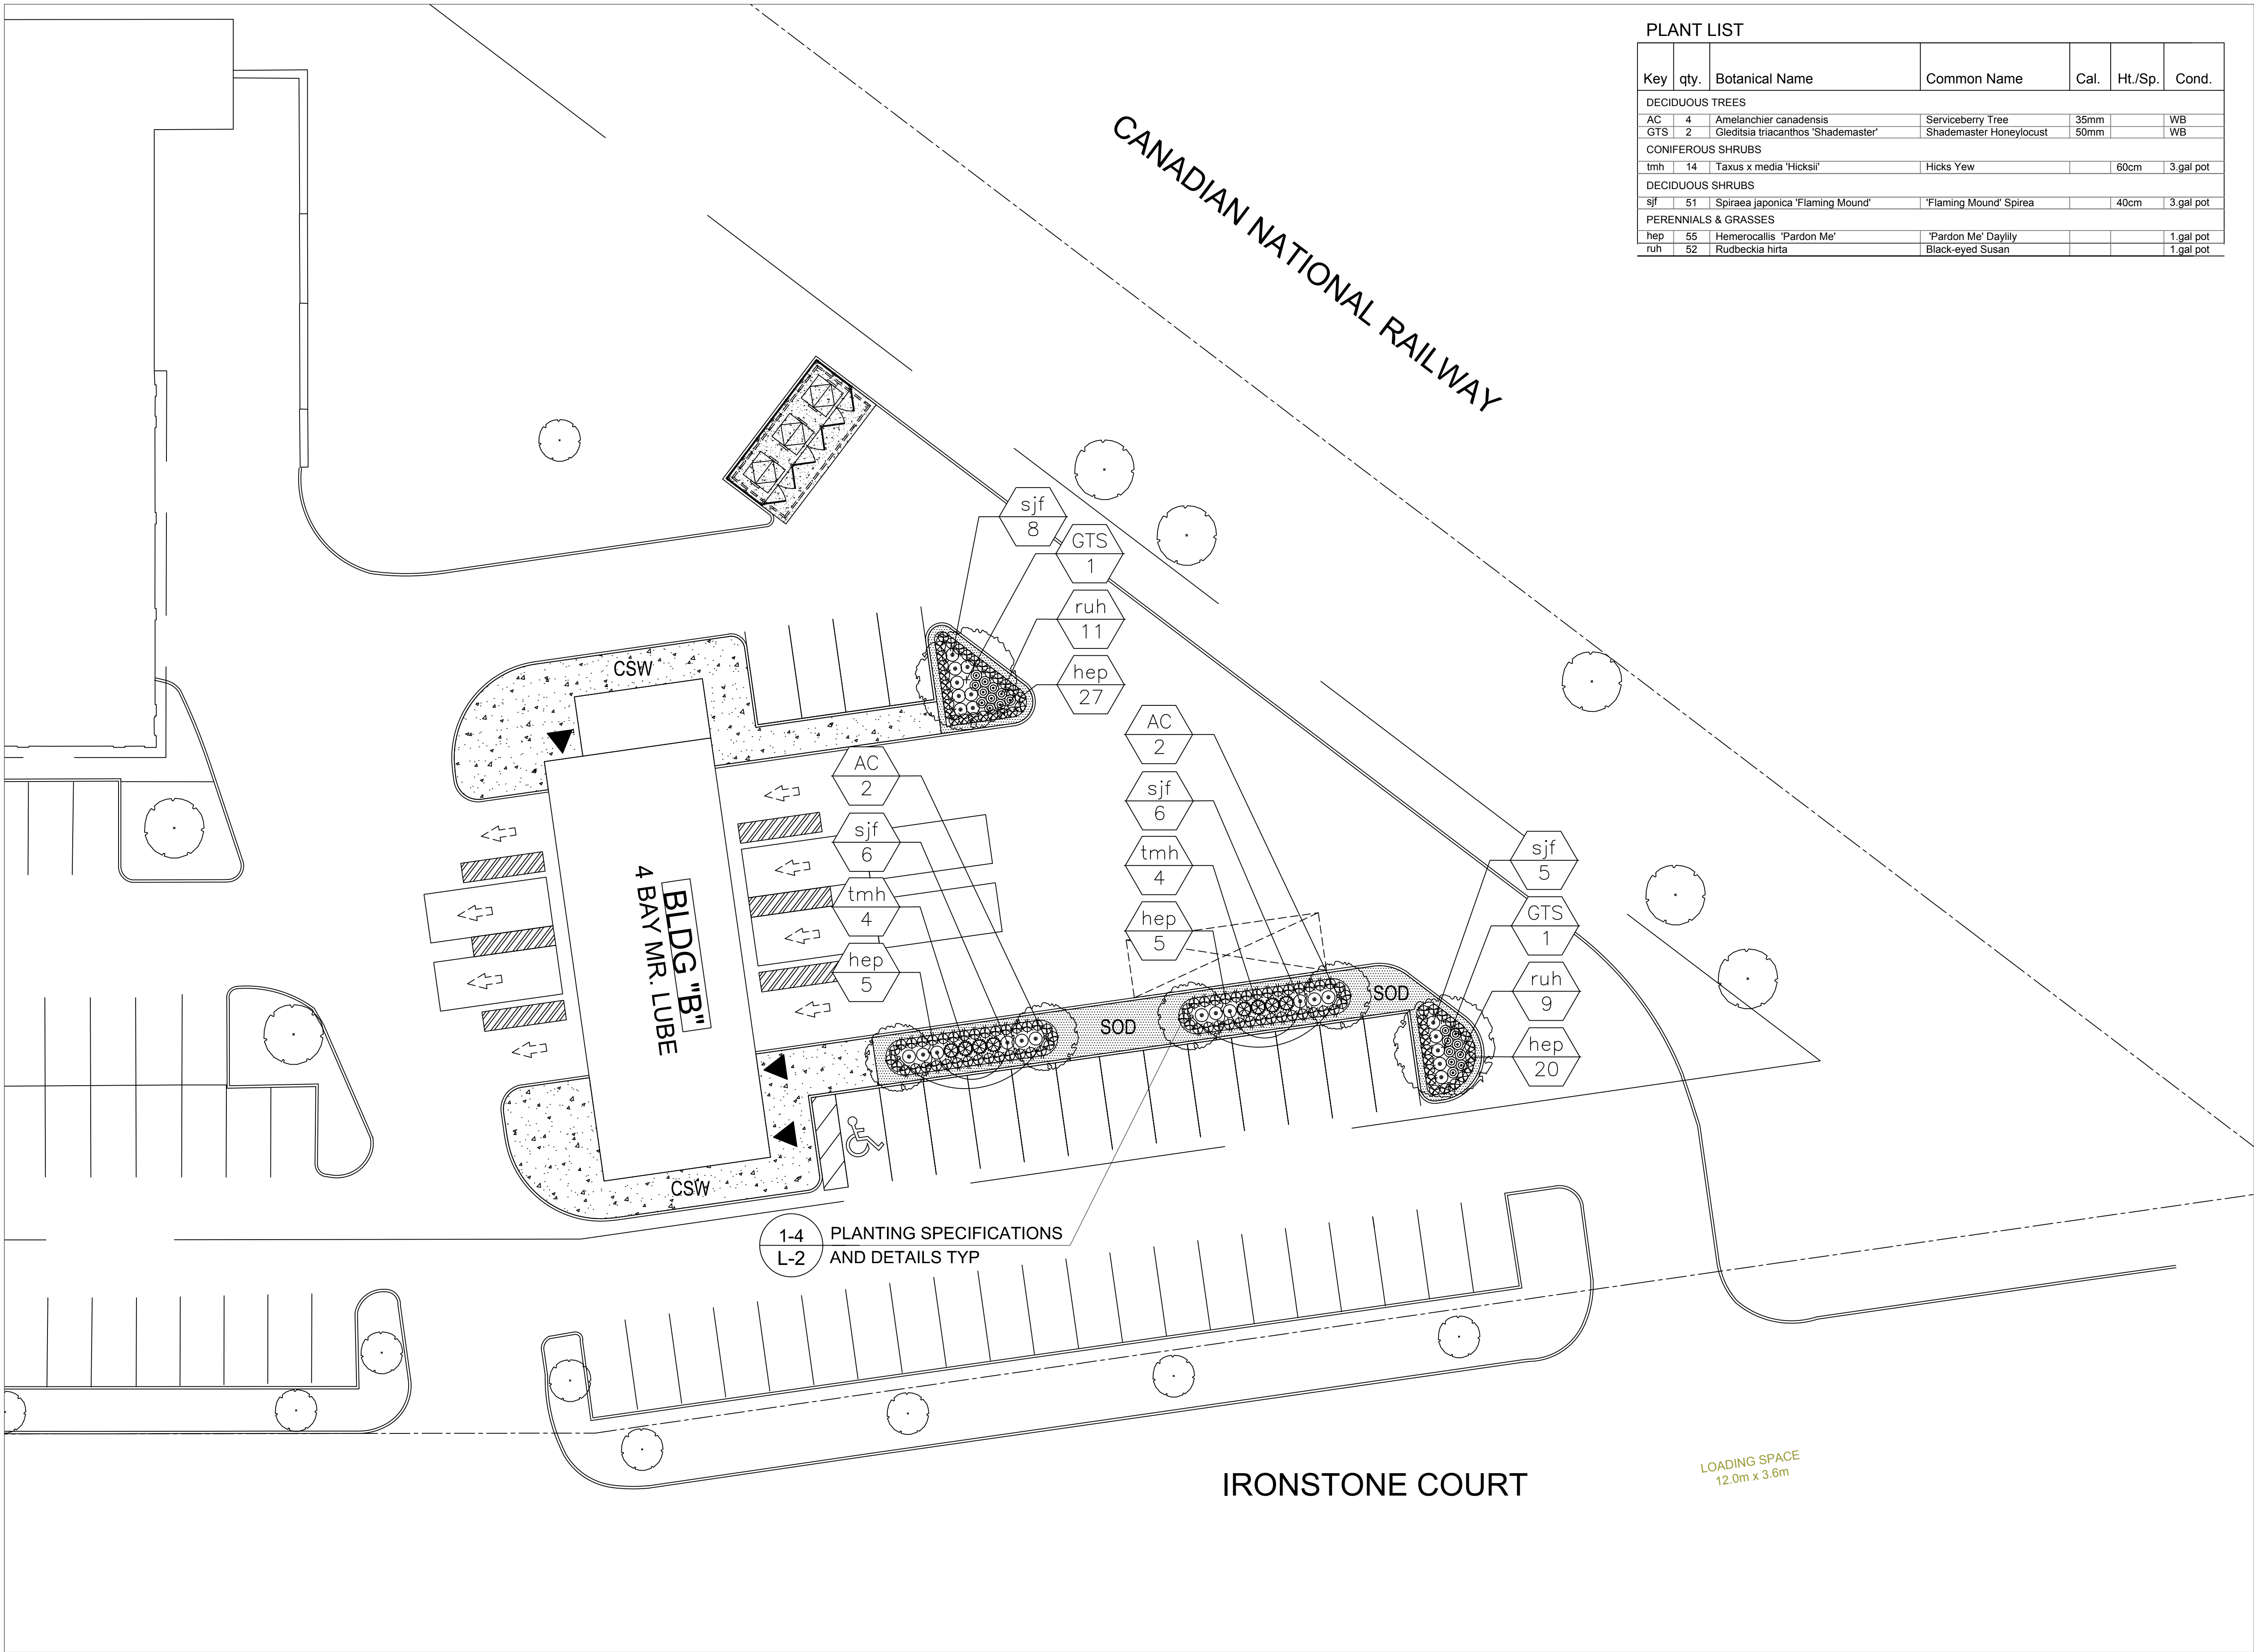 PLANT LIST
Key qty. Botanical Name Common Name Cal. Ht./Sp. Cond.
DECIDUOUS TREES
AC 4 Amelanchier canadensis Serviceberry Tree 35mm WB
GTS 2 Gleditsia triacanthos 'Shademaster' Shademaster Honeylocust 50mm WB
CONIFEROUS SHRUBS
tmh 14 Taxus x media 'Hicksii' Hicks Yew 60cm 3.gal pot
DECIDUOUS SHRUBS
sjf 51 Spiraea japonica 'Flaming Mound' 'Flaming Mound' Spirea 40cm 3.gal pot
PERENNIALS & GRASSES
hep 55 Hemerocallis 'Pardon Me' 'Pardon Me' Daylily 1.gal pot
ruh 52 Rudbeckia hirta Black-eyed Susan 1.gal pot
CANADIAN NATIONAL RAILWAY
sjf
8
GTS
1
ruh
11
hep
27
CSW
AC
2
sjf
6
tmh
4
hep
5
AC
2
sjf
6
tmh
4
hep
5
sjf
5
GTS
1
ruh
9
hep
20
BLDG "B"
4 BAY MR. LUBE
SOD
SOD
CSW
1-4
L-2
PLANTING SPECIFICATIONS
AND DETAILS TYP
IRONSTONE COURT
LOADING SPACE
12.0m x 3.6m